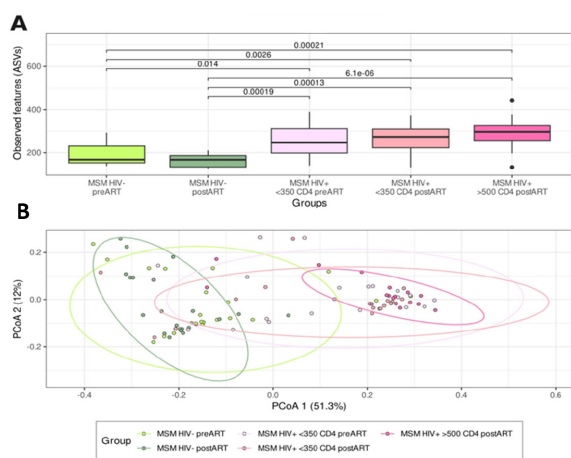 A
Observed features (ASVs)
600
400
200
0.00021
0.0026
0.014
6.1e-06
0.00013
0.00019
MSM HIV- preART
MSM HIV- postART
MSM HIV+ <350 CD4 preART
MSM HIV+ <350 CD4 postART
MSM HIV+ >500 CD4 postART
Groups
B
PCoA 2 (12%)
0.2
0.0
-0.2
-0.4
-0.2
0.0
0.2
0.4
0.6
PCoA 1 (51.3%)
Group
MSM HIV- preART
MSM HIV+ <350 CD4 preART
MSM HIV+ >500 CD4 postART
MSM HIV- postART
MSM HIV+ <350 CD4 postART